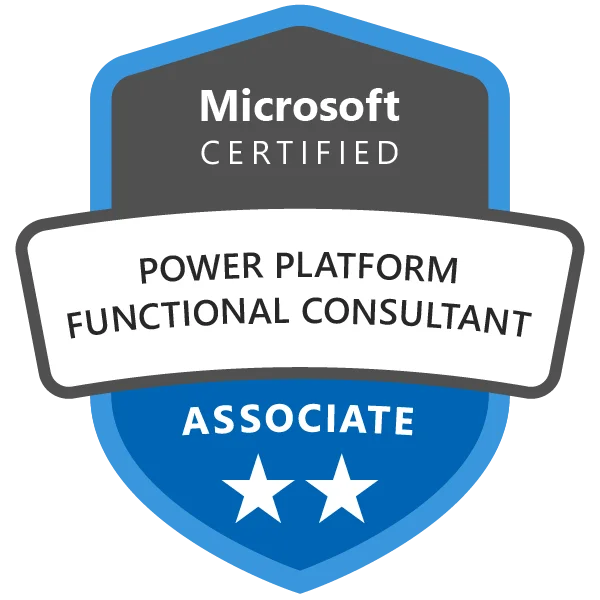 Microsoft
CERTIFIED
POWER PLATFORM
FUNCTIONAL CONSULTANT
ASSOCIATE